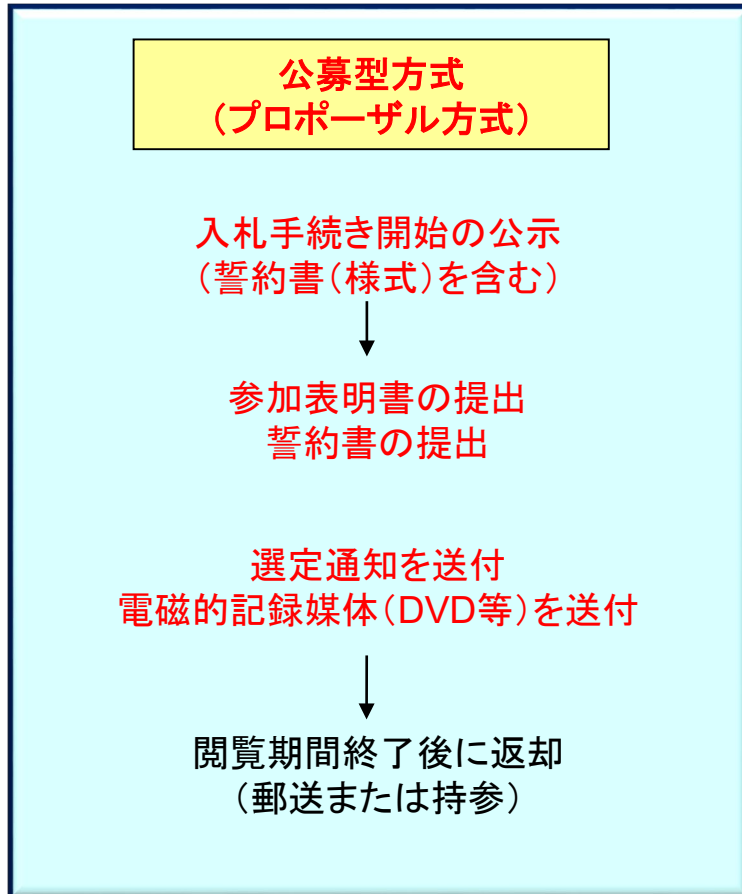 公募型方式
(プロポーザル方式)
入札手続き開始の公示
(誓約書(様式)を含む)
参加表明書の提出
誓約書の提出
選定通知を送付
電磁的記録媒体(DVD等)を送付
閲覧期間終了後に返却
(郵送または持参)